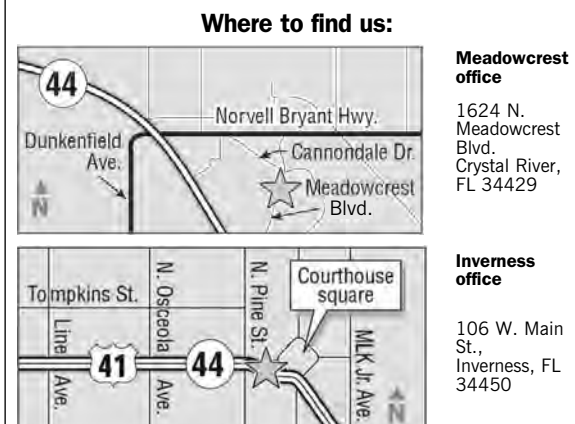 Where to find us:
44
Norvell Bryant Hwy.
Dunkenfield
Ave.
Cannondale Dr.
Meadowcrest
Blvd.
N
Meadowcrest
office
1624 N.
Meadowcrest
Blvd.
Crystal River,
FL 34429
Tompkins St.
N. Osceola
Ave.
N. Pine St.
Courthouse
square
Line
Ave.
41
44
MLK Jr. Ave.
N
Inverness
office
106 W. Main
St.,
Inverness, FL
34450